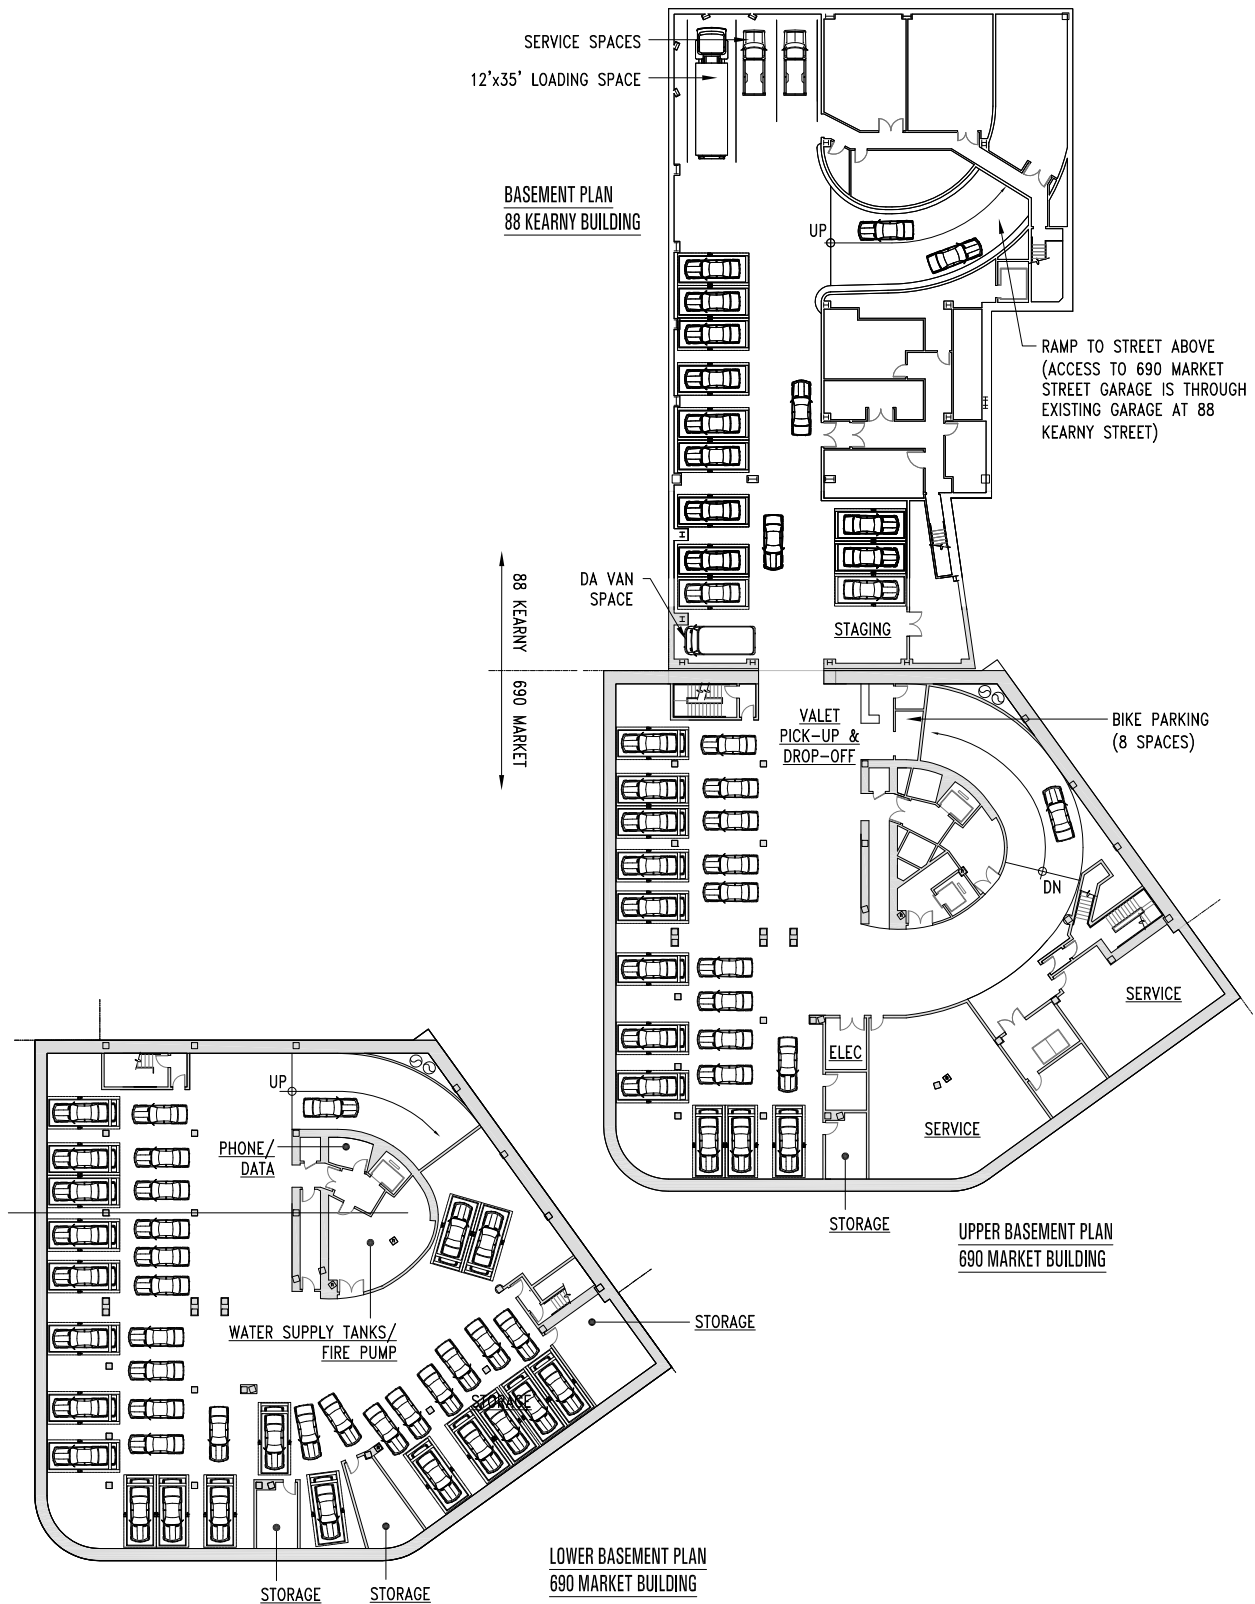 SERVICE SPACES
12'x35' LOADING SPACE
BASEMENT PLAN
88 KEARNY BUILDING
UP
RAMP TO STREET ABOVE
(ACCESS TO 690 MARKET
STREET GARAGE IS THROUGH
EXISTING GARAGE AT 88
KEARNY STREET)
DA VAN
SPACE
STAGING
88 KEARNY
690 MARKET
VALET
PICK-UP &
DROP-OFF
BIKE PARKING
(8 SPACES)
DN
SERVICE
ELEC
SERVICE
STORAGE
UPPER BASEMENT PLAN
690 MARKET BUILDING
UP
PHONE/
DATA
WATER SUPPLY TANKS/
FIRE PUMP
STORAGE
STORAGE
STORAGE
STORAGE
LOWER BASEMENT PLAN
690 MARKET BUILDING